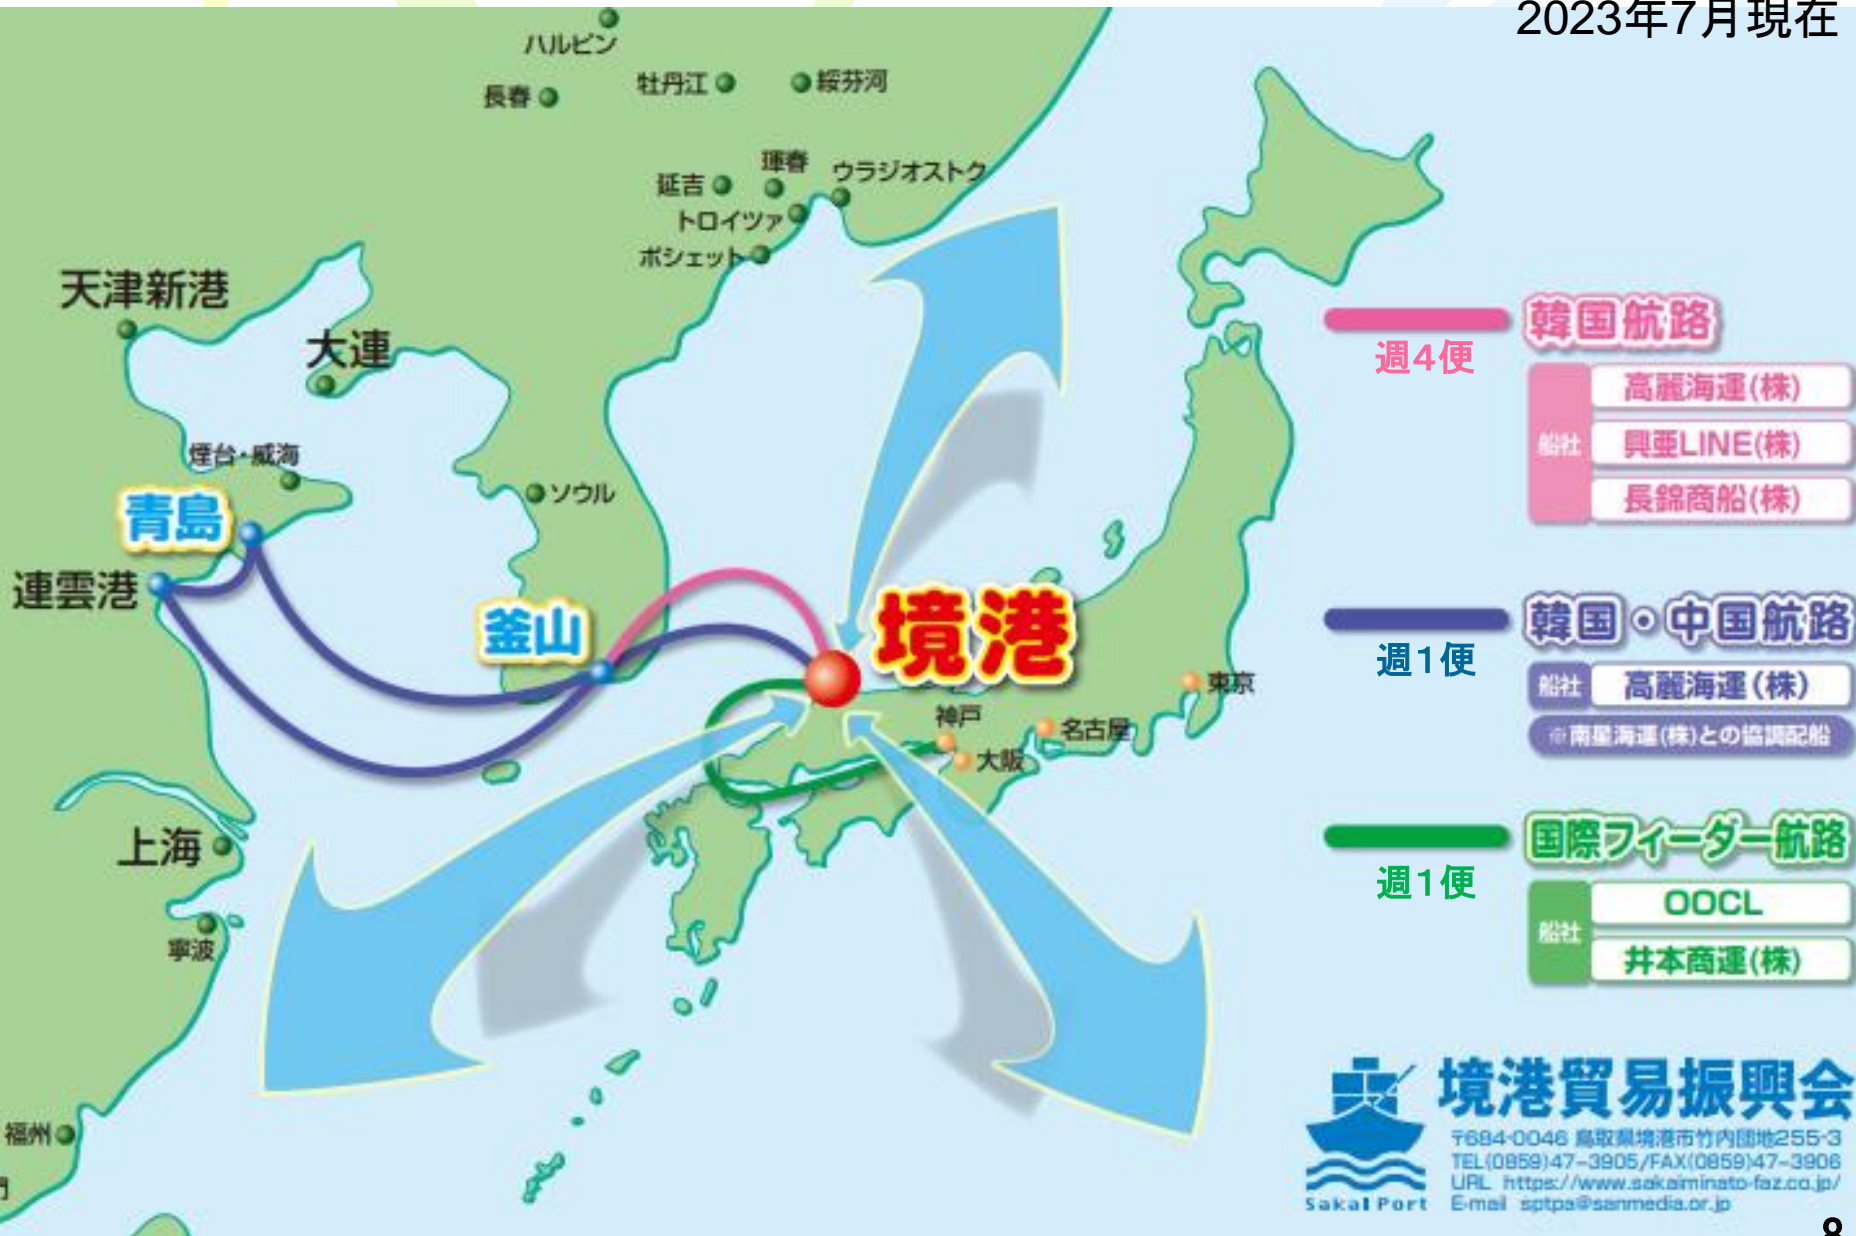 2023年7月現在
ハルビン
長春
牡丹江
綏芬河
琿春
延吉
ウラジオストク
トロイツァ
ポシェット
天津新港
大連
煙台・威海
ソウル
青島
連雲港
釜山
境港
東京
神戸
名古屋
大阪
上海
寧波
福州
韓国航路
週4便
船社
高麗海運(株)
興亜LINE(株)
長錦商船(株)
韓国・中国航路
週1便
船社
高麗海運(株)
※南星海運(株)との協調配船
国際フィーダー航路
週1便
船社
OOCL
井本商運(株)
境港貿易振興会
〒684-0046 鳥取県境港市竹内団地255-3
TEL(0859)47-3905/FAX(0859)47-3906
URL https://www.sakaiminato-faz.co.jp/
E-mail sptpa@sanmedia.or.jp
Sakai Port
8